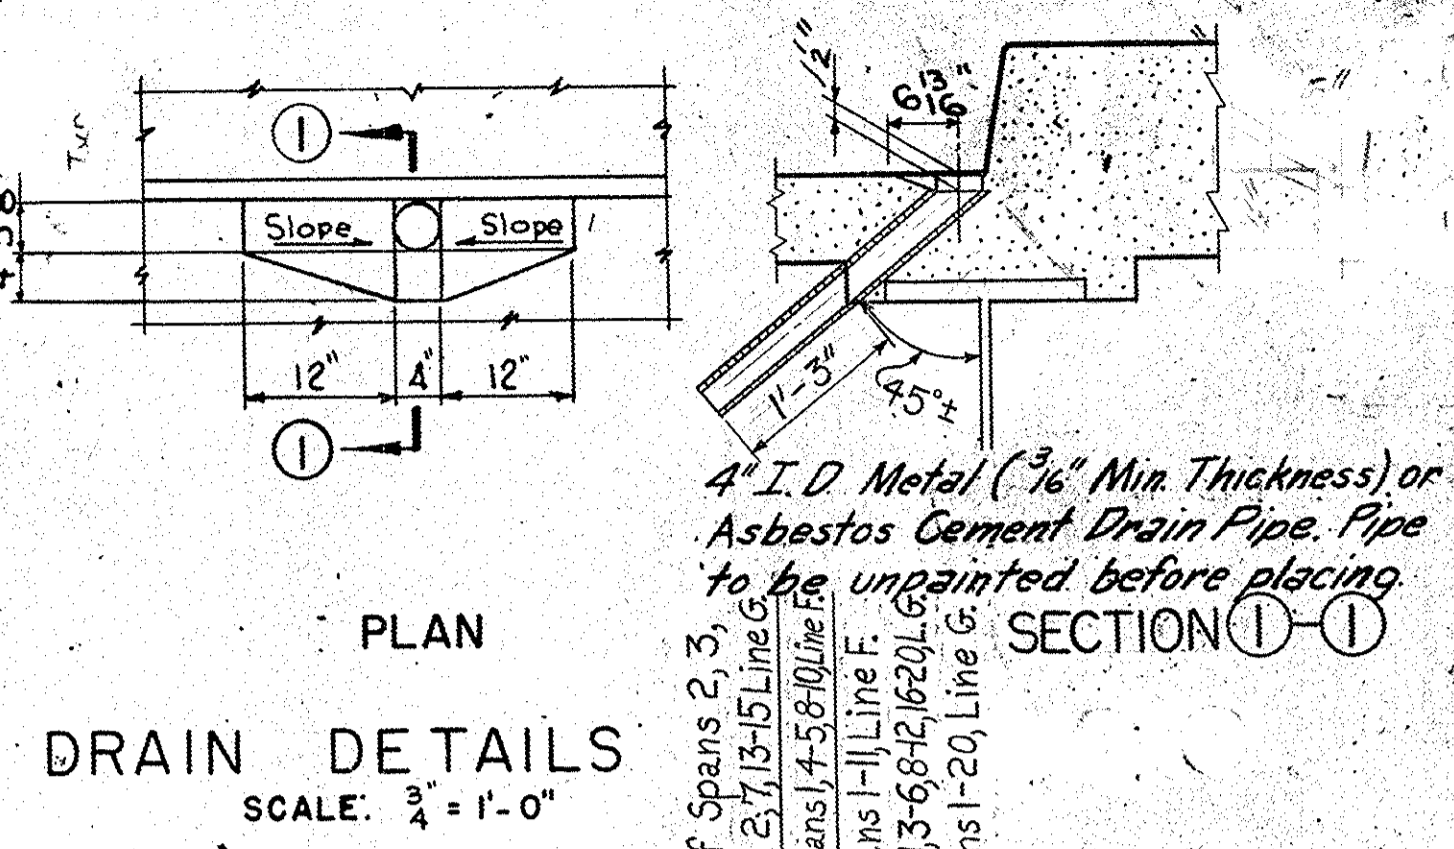 1
Slope
Slope
12"
4"
12"
1
PLAN
DRAIN DETAILS
SCALE: 3/4" = 1'-0"
1/2"
6 13/16"
1'-3"
45°±
4" I.D Metal (3/16" Min. Thickness) or
Asbestos Cement Drain Pipe. Pipe
to be unpainted before placing.
SECTION 1-1
Spans 2, 3,
2, 7, 13-15 Line G.
1, 4-5, 8-10, Line F.
1-11, Line F.
3-6, 8-12, 16-20, L.G.
1-20, Line G.